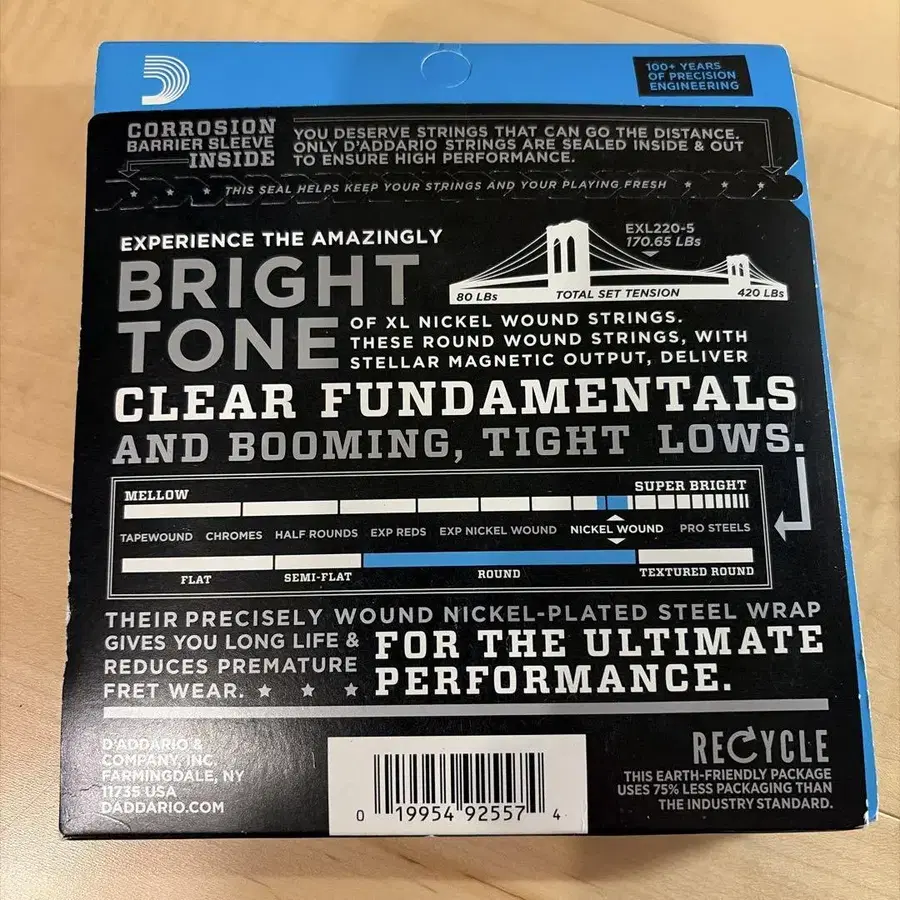 100+ YEARS
OF PRECISION
ENGINEERING
CORROSION
BARRIER SLEEVE
INSIDE
YOU DESERVE STRINGS THAT CAN GO THE DISTANCE.
ONLY D'ADDARIO STRINGS ARE SEALED INSIDE & OUT
TO ENSURE HIGH PERFORMANCE.
THIS SEAL HELPS KEEP YOUR STRINGS AND YOUR PLAYING FRESH
EXPERIENCE THE AMAZINGLY
BRIGHT
TONE
EXL220-5
170.65 LBs
80 LBs TOTAL SET TENSION 420 LBs
OF XL NICKEL WOUND STRINGS.
THESE ROUND WOUND STRINGS, WITH
STELLAR MAGNETIC OUTPUT, DELIVER
CLEAR FUNDAMENTALS
AND BOOMING, TIGHT LOWS.
MELLOW SUPER BRIGHT
TAPEWOUND CHROMES HALF ROUNDS EXP REDS EXP NICKEL WOUND NICKEL WOUND PRO STEELS
FLAT SEMI-FLAT ROUND TEXTURED ROUND
THEIR PRECISELY WOUND NICKEL-PLATED STEEL WRAP
GIVES YOU LONG LIFE &
REDUCES PREMATURE
FRET WEAR.
FOR THE ULTIMATE
PERFORMANCE.
D'ADDARIO &
COMPANY, INC.
FARMINGDALE, NY
11735 USA
DADDARIO.COM
0 19954 92557 4
RECYCLE
THIS EARTH-FRIENDLY PACKAGE
USES 75% LESS PACKAGING THAN
THE INDUSTRY STANDARD.